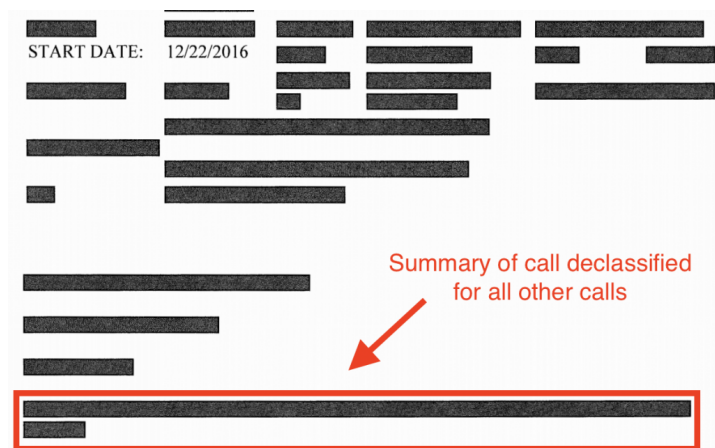 START DATE: 12/22/2016
Summary of call declassified
for all other calls